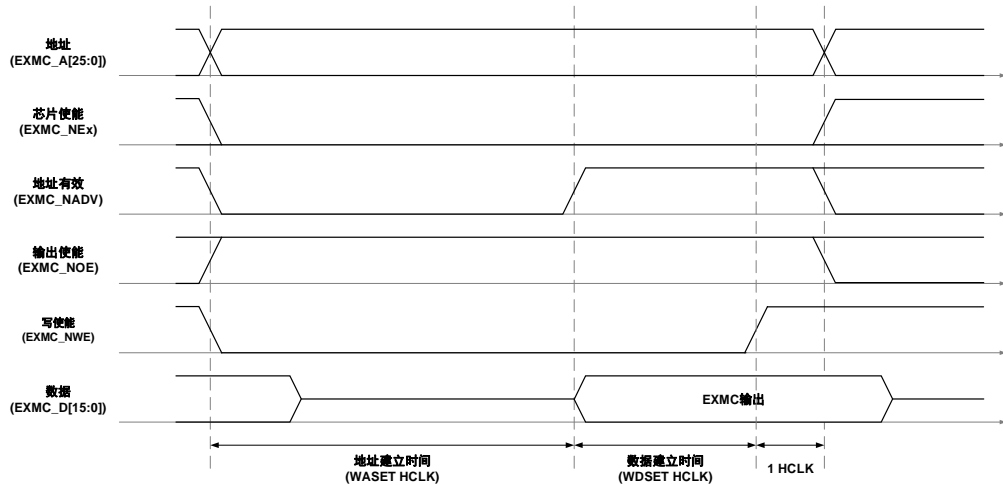 地址
(EXMC_A[25:0])
芯片使能
(EXMC_NEx)
地址有效
(EXMC_NADV)
输出使能
(EXMC_NOE)
写使能
(EXMC_NWE)
数据
(EXMC_D[15:0])
EXMC输出
地址建立时间
(WASET HCLK)
数据建立时间
(WDSET HCLK)
1 HCLK